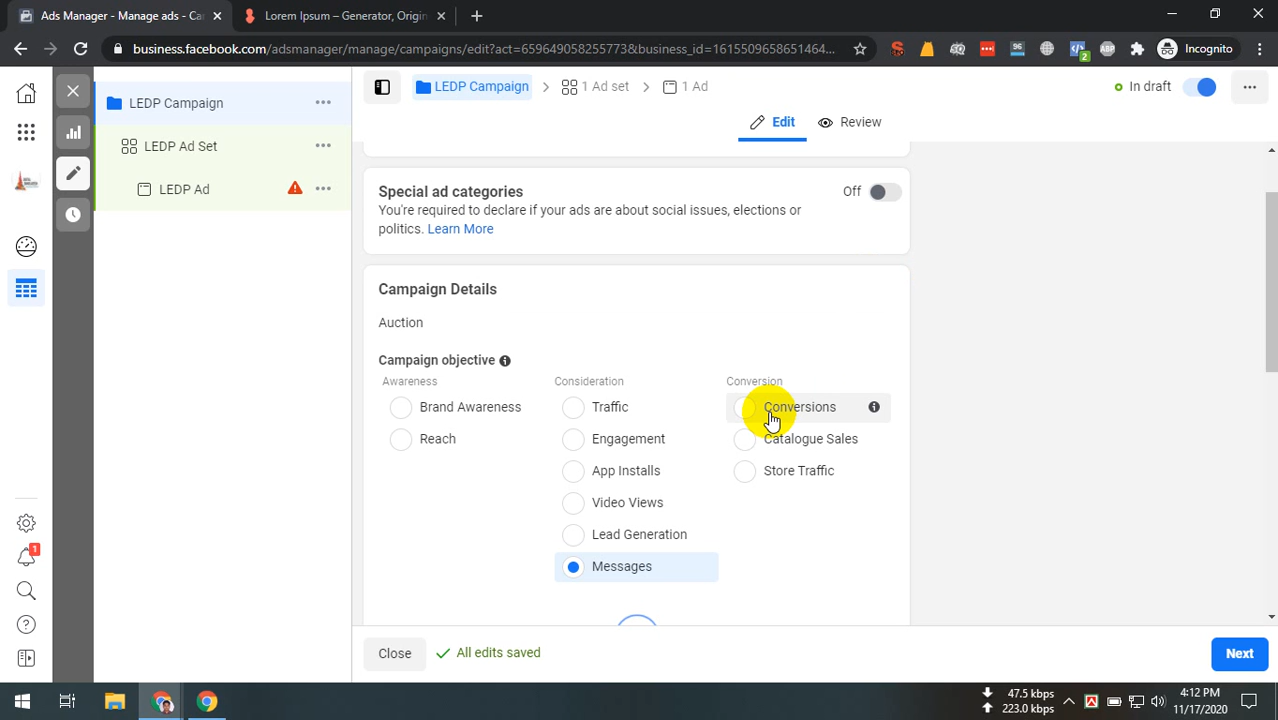 Ads Manager - Manage ads - Ca
Lorem Ipsum – Generator, Origin
business.facebook.com/adsmanager/manage/campaigns/edit?act=659649058255773&business_id=1615509658651464...
96
2
ABP
Incognito
LEDP Campaign
LEDP Ad Set
LEDP Ad
LEDP Campaign
1 Ad set
1 Ad
In draft
Edit
Review
Special ad categories
Off
You're required to declare if your ads are about social issues, elections or
politics. Learn More
Campaign Details
Auction
Campaign objective
Awareness
Consideration
Conversion
Brand Awareness
Traffic
Conversions
Reach
Engagement
Catalogue Sales
App Installs
Store Traffic
Video Views
Lead Generation
Messages
1
Close
All edits saved
Next
47.5 kbps
223.0 kbps
4:12 PM
11/17/2020